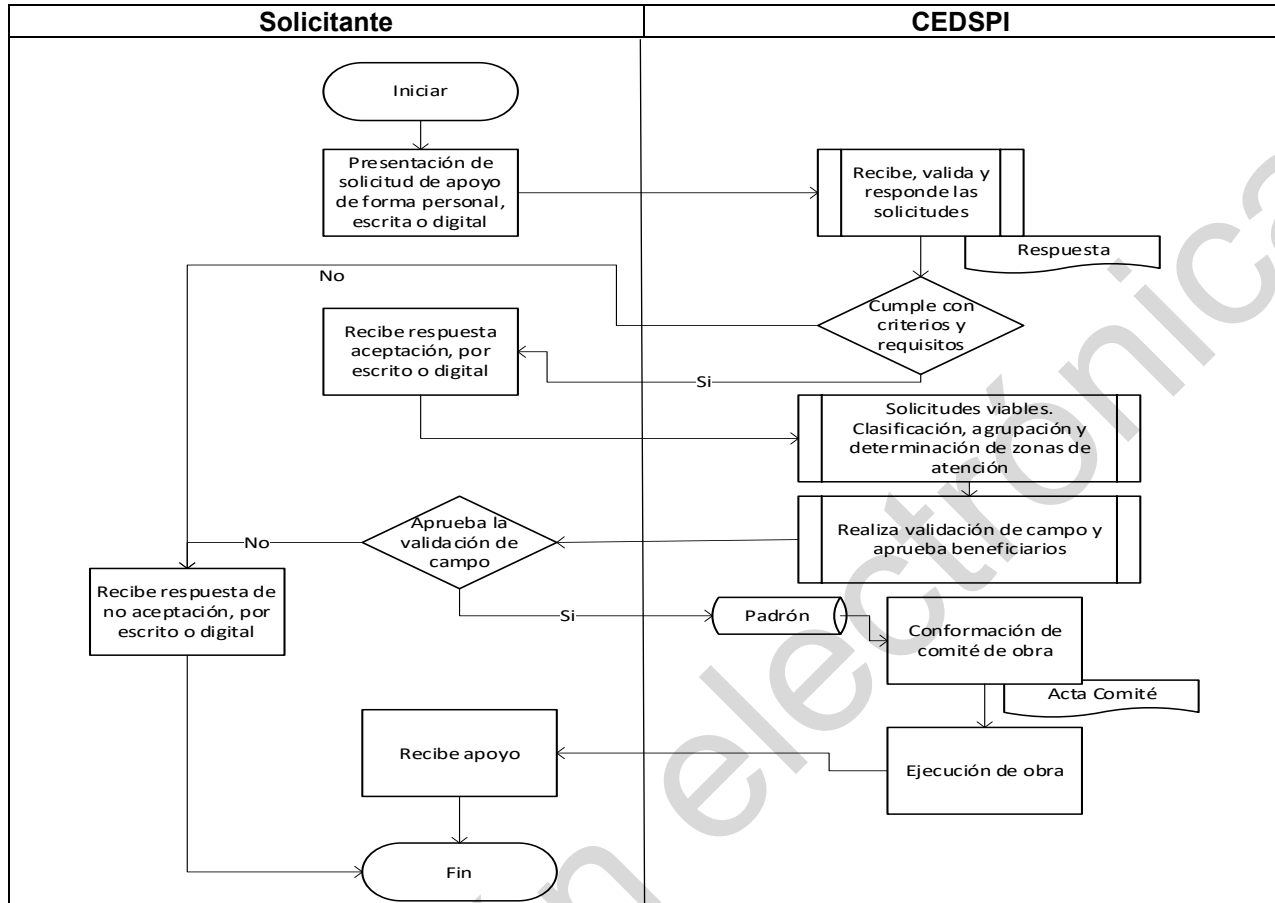 Solicitante
CEDSPI
Iniciar
Presentación de
solicitud de apoyo
de forma personal,
escrita o digital
Recibe, valida y
responde las
solicitudes
Respuesta
No
Cumple con
criterios y
requisitos
Recibe respuesta
aceptación, por
escrito o digital
Si
Solicitudes viables.
Clasificación, agrupación y
determinación de zonas de
atención
Realiza validación de campo y
aprueba beneficiarios
Aprueba la
validación de
campo
No
Recibe respuesta de
no aceptación, por
escrito o digital
Si
Padrón
Conformación de
comité de obra
Acta Comité
Recibe apoyo
Ejecución de obra
Fin
electrónica